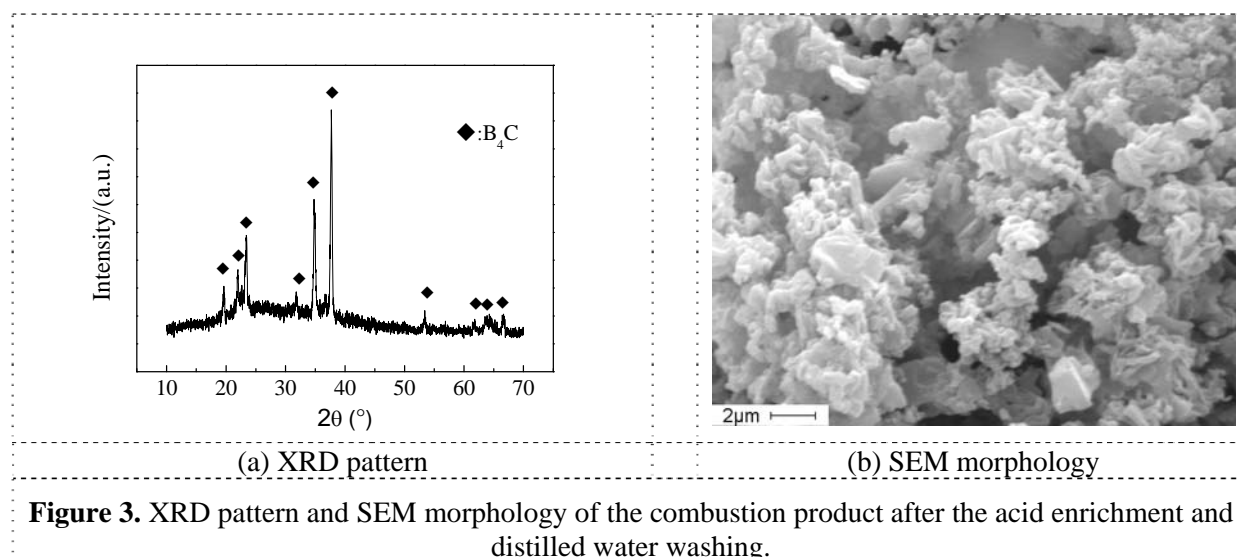 ◆:B₄C
Intensity/(a.u.)
10 20 30 40 50 60 70
2θ (°)
2μm
(a) XRD pattern
(b) SEM morphology
Figure 3. XRD pattern and SEM morphology of the combustion product after the acid enrichment and
distilled water washing.